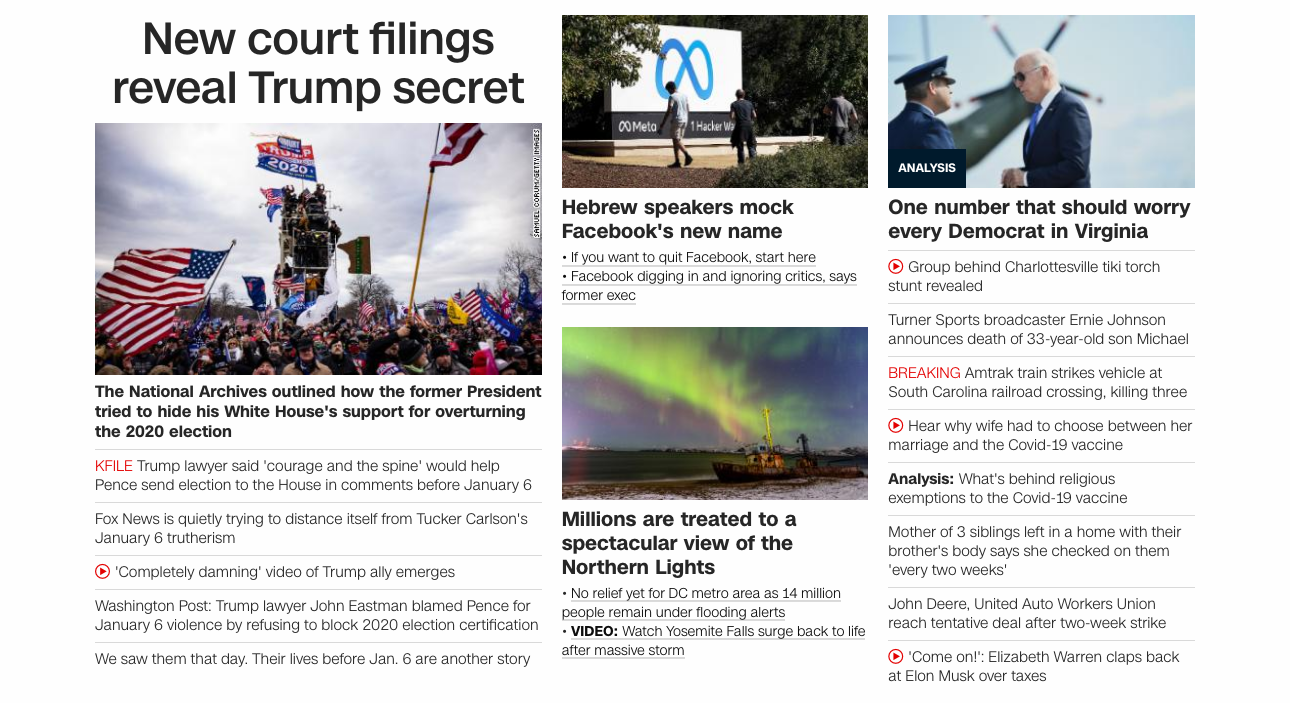 New court filings
reveal Trump secret
TRUMP
2020
SAMUEL CORUM/GETTY IMAGES
The National Archives outlined how the former President
tried to hide his White House's support for overturning
the 2020 election
KFILE Trump lawyer said 'courage and the spine' would help
Pence send election to the House in comments before January 6
Fox News is quietly trying to distance itself from Tucker Carlson's
January 6 trutherism
'Completely damning' video of Trump ally emerges
Washington Post: Trump lawyer John Eastman blamed Pence for
January 6 violence by refusing to block 2020 election certification
We saw them that day. Their lives before Jan. 6 are another story
Meta 1 Hacker Wa
Hebrew speakers mock
Facebook's new name
• If you want to quit Facebook, start here
• Facebook digging in and ignoring critics, says
former exec
Millions are treated to a
spectacular view of the
Northern Lights
• No relief yet for DC metro area as 14 million
people remain under flooding alerts
• VIDEO: Watch Yosemite Falls surge back to life
after massive storm
ANALYSIS
One number that should worry
every Democrat in Virginia
Group behind Charlottesville tiki torch
stunt revealed
Turner Sports broadcaster Ernie Johnson
announces death of 33-year-old son Michael
BREAKING Amtrak train strikes vehicle at
South Carolina railroad crossing, killing three
Hear why wife had to choose between her
marriage and the Covid-19 vaccine
Analysis: What's behind religious
exemptions to the Covid-19 vaccine
Mother of 3 siblings left in a home with their
brother's body says she checked on them
'every two weeks'
John Deere, United Auto Workers Union
reach tentative deal after two-week strike
'Come on!': Elizabeth Warren claps back
at Elon Musk over taxes